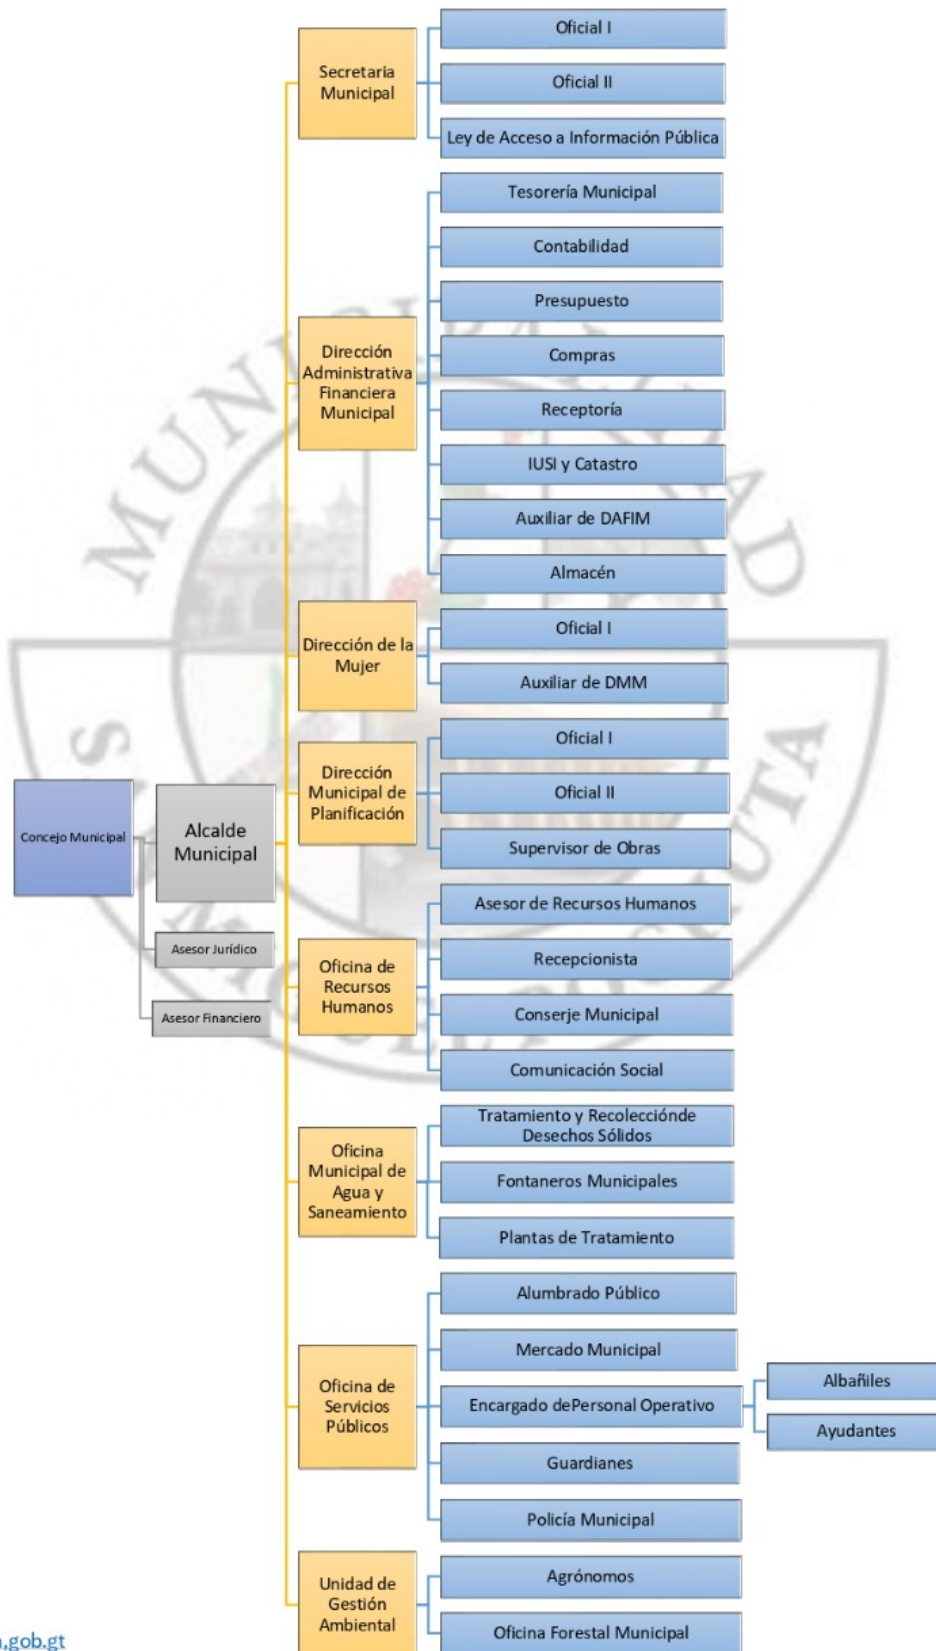 Concejo Municipal
Alcalde
Municipal
Asesor Jurídico
Asesor Financiero
Secretaria
Municipal
Oficial I
Oficial II
Ley de Acceso a Información Pública
Dirección
Administrativa
Financiera
Municipal
Tesorería Municipal
Contabilidad
Presupuesto
Compras
Receptoría
IUSI y Catastro
Auxiliar de DAFIM
Almacén
Dirección de la
Mujer
Oficial I
Auxiliar de DMM
Dirección
Municipal de
Planificación
Oficial I
Oficial II
Supervisor de Obras
Oficina de
Recursos
Humanos
Asesor de Recursos Humanos
Recepcionista
Conserje Municipal
Comunicación Social
Oficina
Municipal de
Agua y
Saneamiento
Tratamiento y Recolecciónde
Desechos Sólidos
Fontaneros Municipales
Plantas de Tratamiento
Oficina de
Servicios
Públicos
Alumbrado Público
Mercado Municipal
Encargado dePersonal Operativo
Albañiles
Ayudantes
Guardianes
Policía Municipal
Unidad de
Gestión
Ambiental
Agrónomos
Oficina Forestal Municipal
.gob.gt
MUNICIPALIDAD